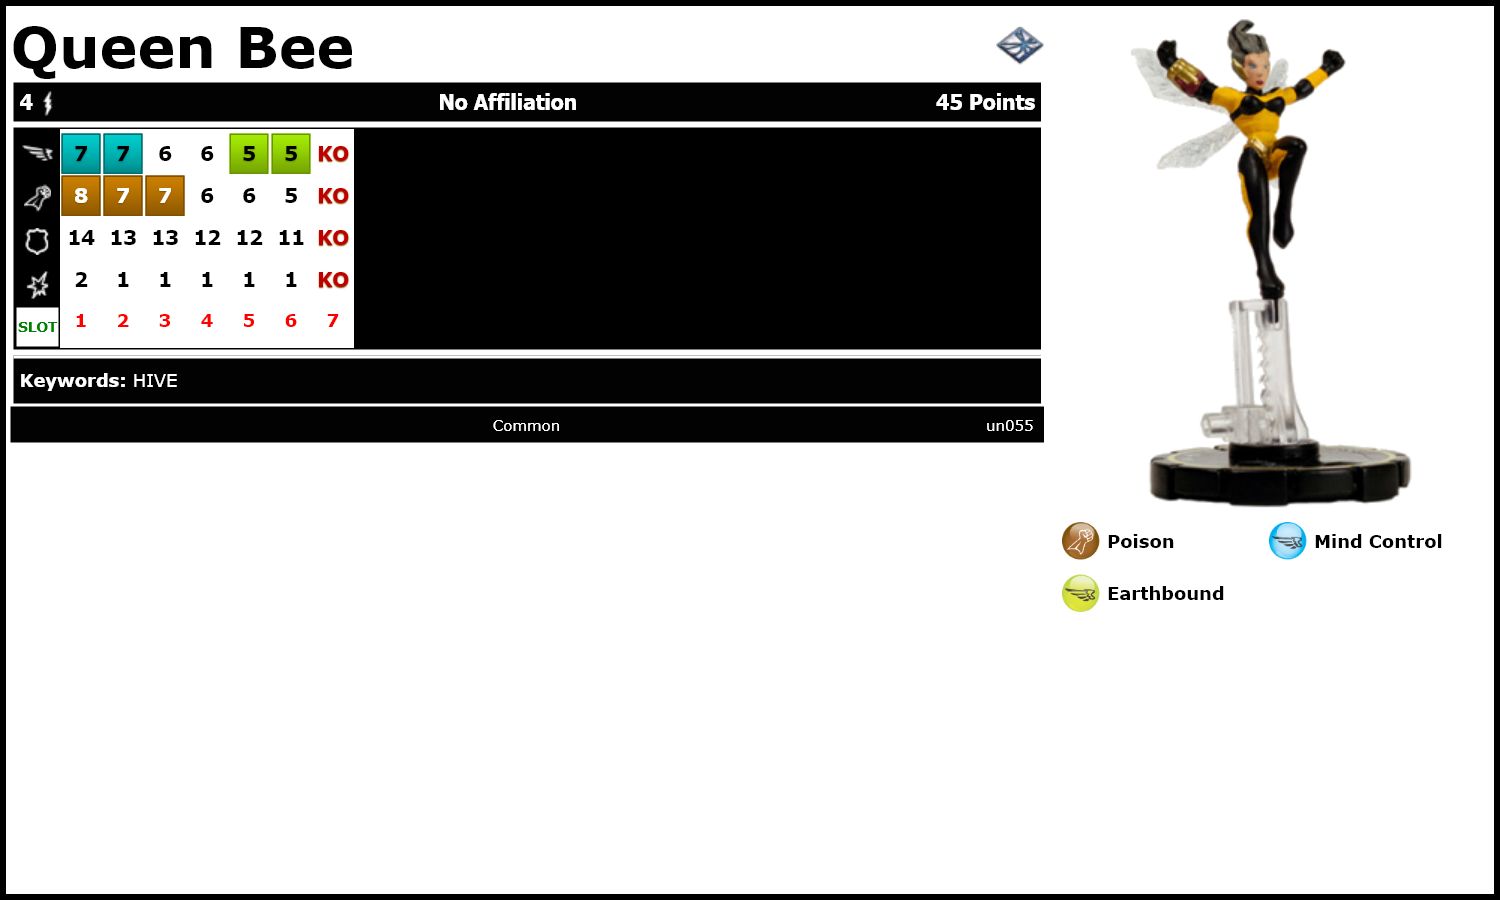 Queen Bee
4 No Affiliation 45 Points
7 7 6 6 5 5 KO
8 7 7 6 6 5 KO
14 13 13 12 12 11 KO
2 1 1 1 1 1 KO
SLOT 1 2 3 4 5 6 7
Keywords: HIVE
Common un055
Poison Mind Control
Earthbound